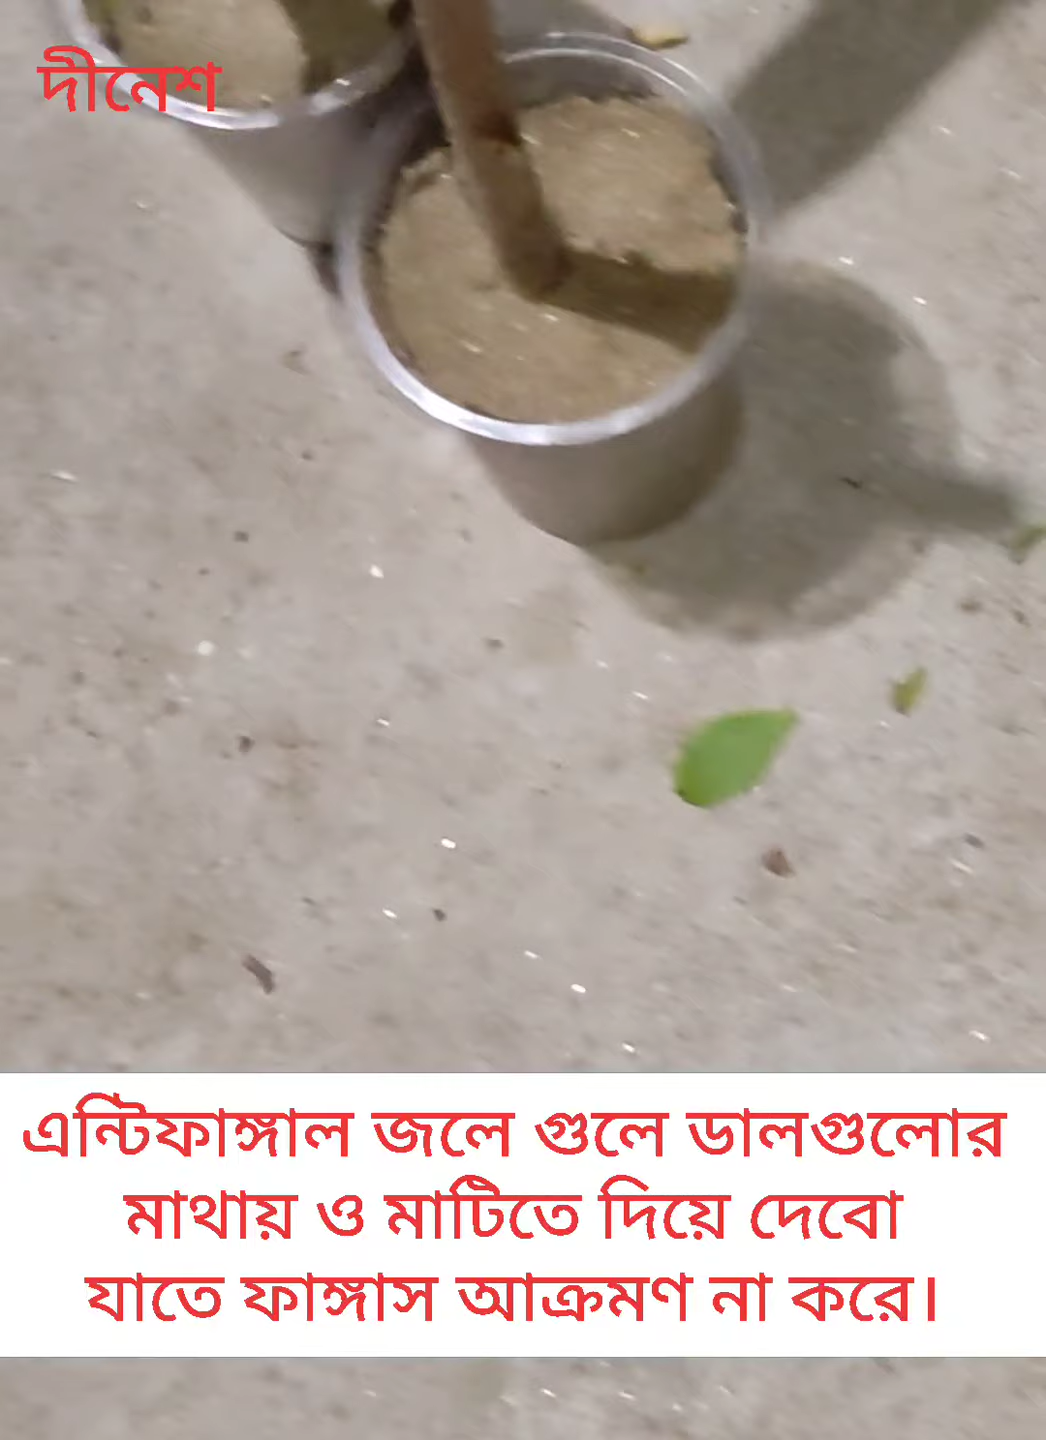 দীনেশ
এন্টিফাঙ্গাল জলে গুলে ডালগুলোর
মাথায় ও মাটিতে দিয়ে দেবো
যাতে ফাঙ্গাস আক্রমণ না করে।